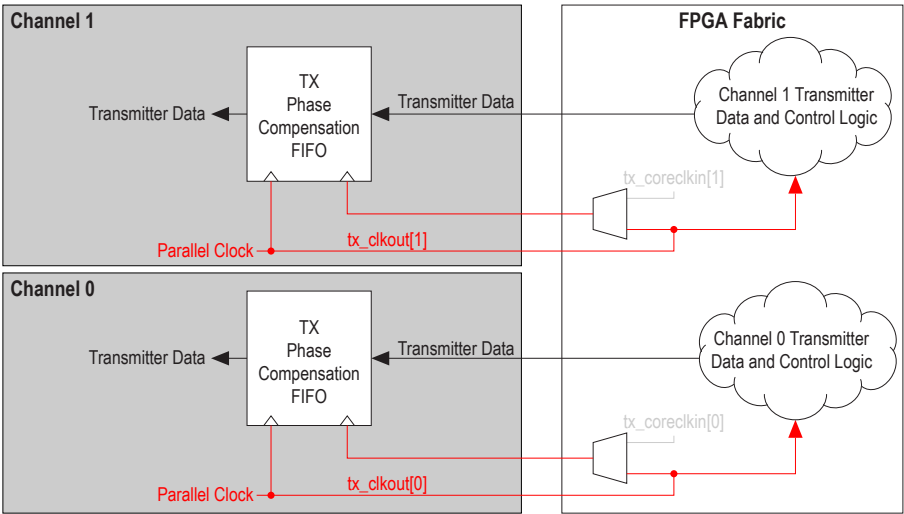 Channel 1
FPGA Fabric
TX
Phase
Compensation
FIFO
Transmitter Data
Transmitter Data
Channel 1 Transmitter
Data and Control Logic
tx_coreclkin[1]
tx_clkout[1]
Parallel Clock
Channel 0
TX
Phase
Compensation
FIFO
Transmitter Data
Transmitter Data
Channel 0 Transmitter
Data and Control Logic
tx_coreclkin[0]
tx_clkout[0]
Parallel Clock